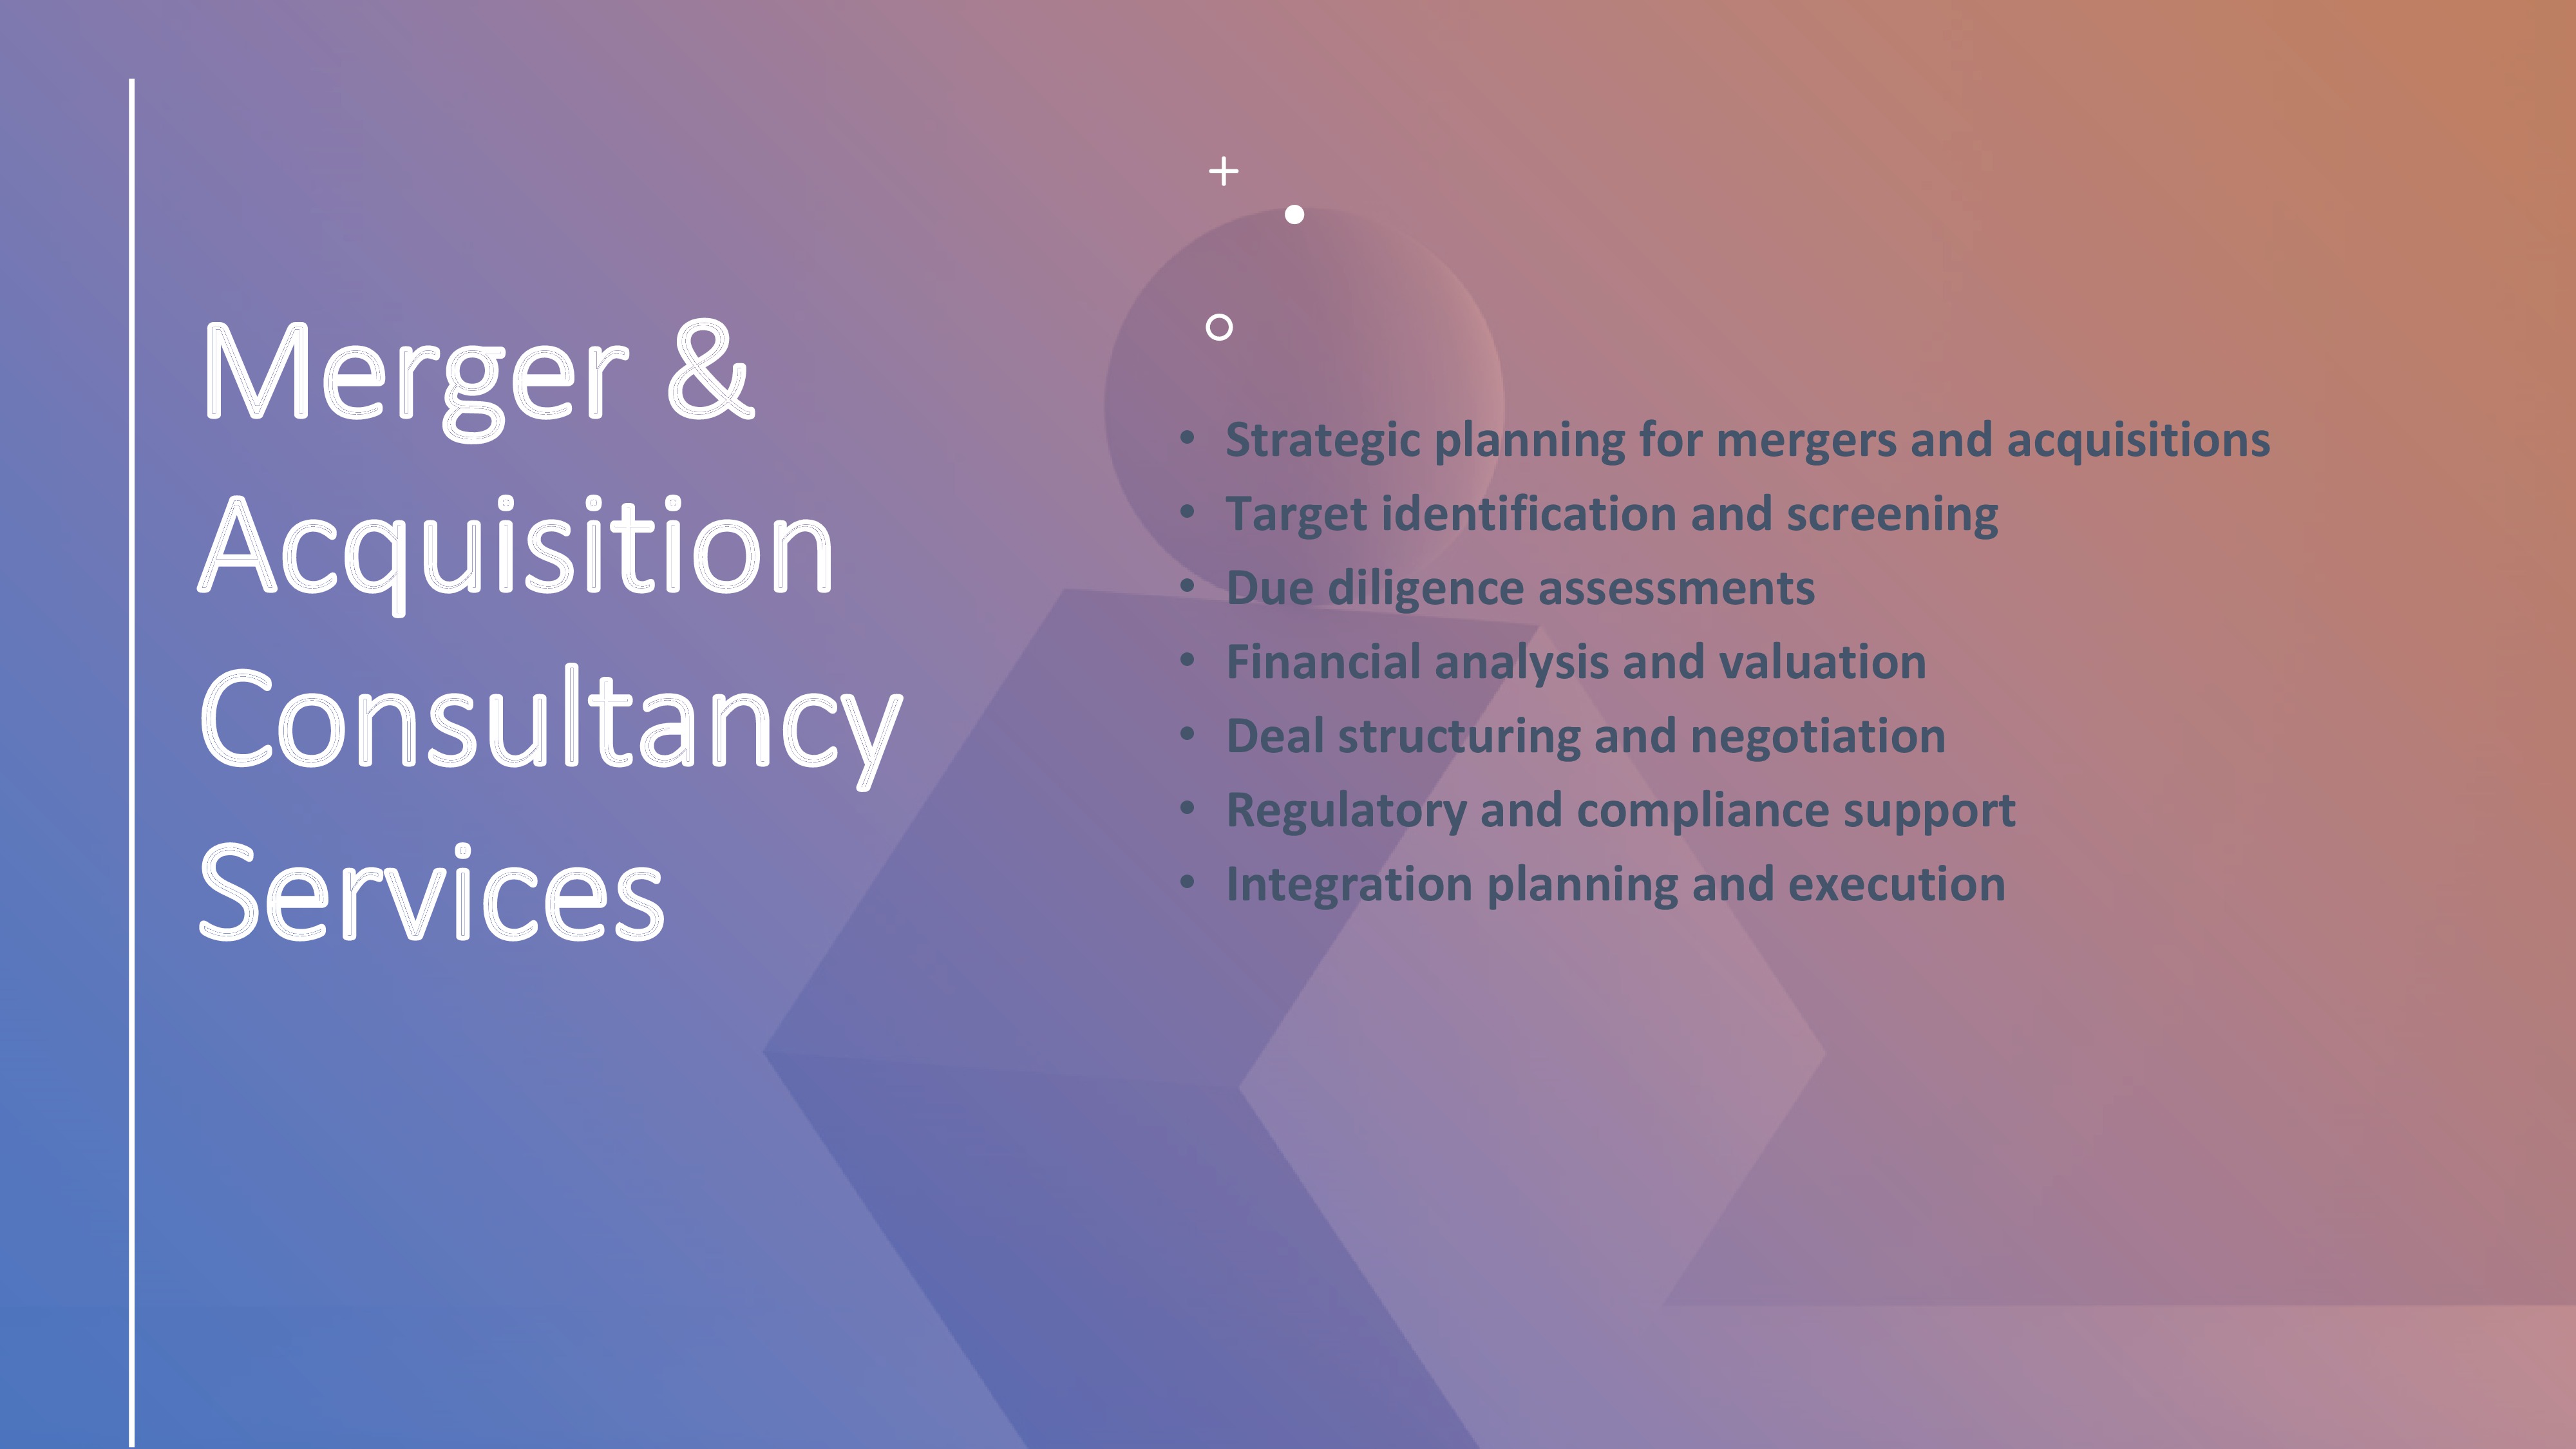 Merger &
Acquisition
Consultancy
Services
• Strategic planning for mergers and acquisitions
• Target identification and screening
• Due diligence assessments
• Financial analysis and valuation
• Deal structuring and negotiation
• Regulatory and compliance support
• Integration planning and execution